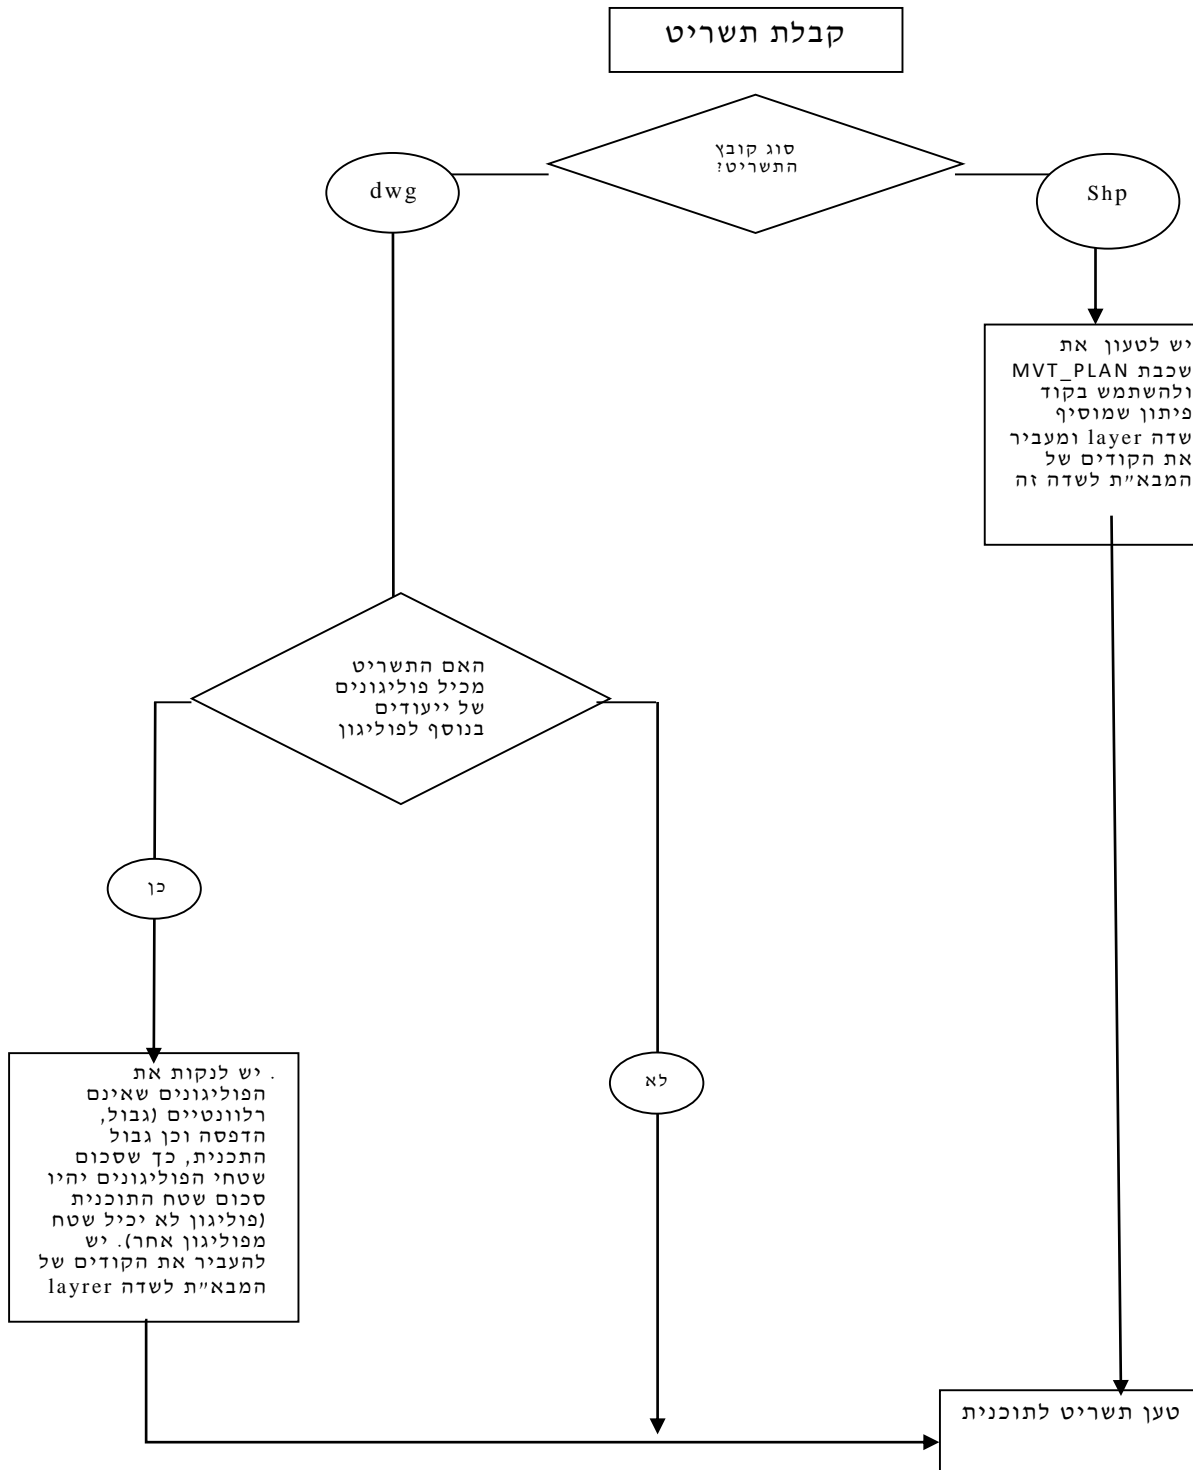 קבלת תשריט
סוג קובץ
התשריט?
dwg
Shp
יש לטעון את
שכבת MVT_PLAN
ולהשתמש בקוד
פיתון שמוסיף
שדה layer ומעביר
את הקודים של
המבא״ת לשדה זה
האם התשריט
מכיל פוליגונים
של ייעודים
בנוסף לפוליגון
כן
לא
. יש לנקות את
הפוליגונים שאינם
רלוונטיים (גבול,
הדפסה וכן גבול
התכנית, כך שסכום
שטחי הפוליגונים יהיו
סכום שטח התוכנית
(פוליגון לא יכיל שטח
מפוליגון אחר). יש
להעביר את הקודים של
המבא״ת לשדה layrer
טען תשריט לתוכנית